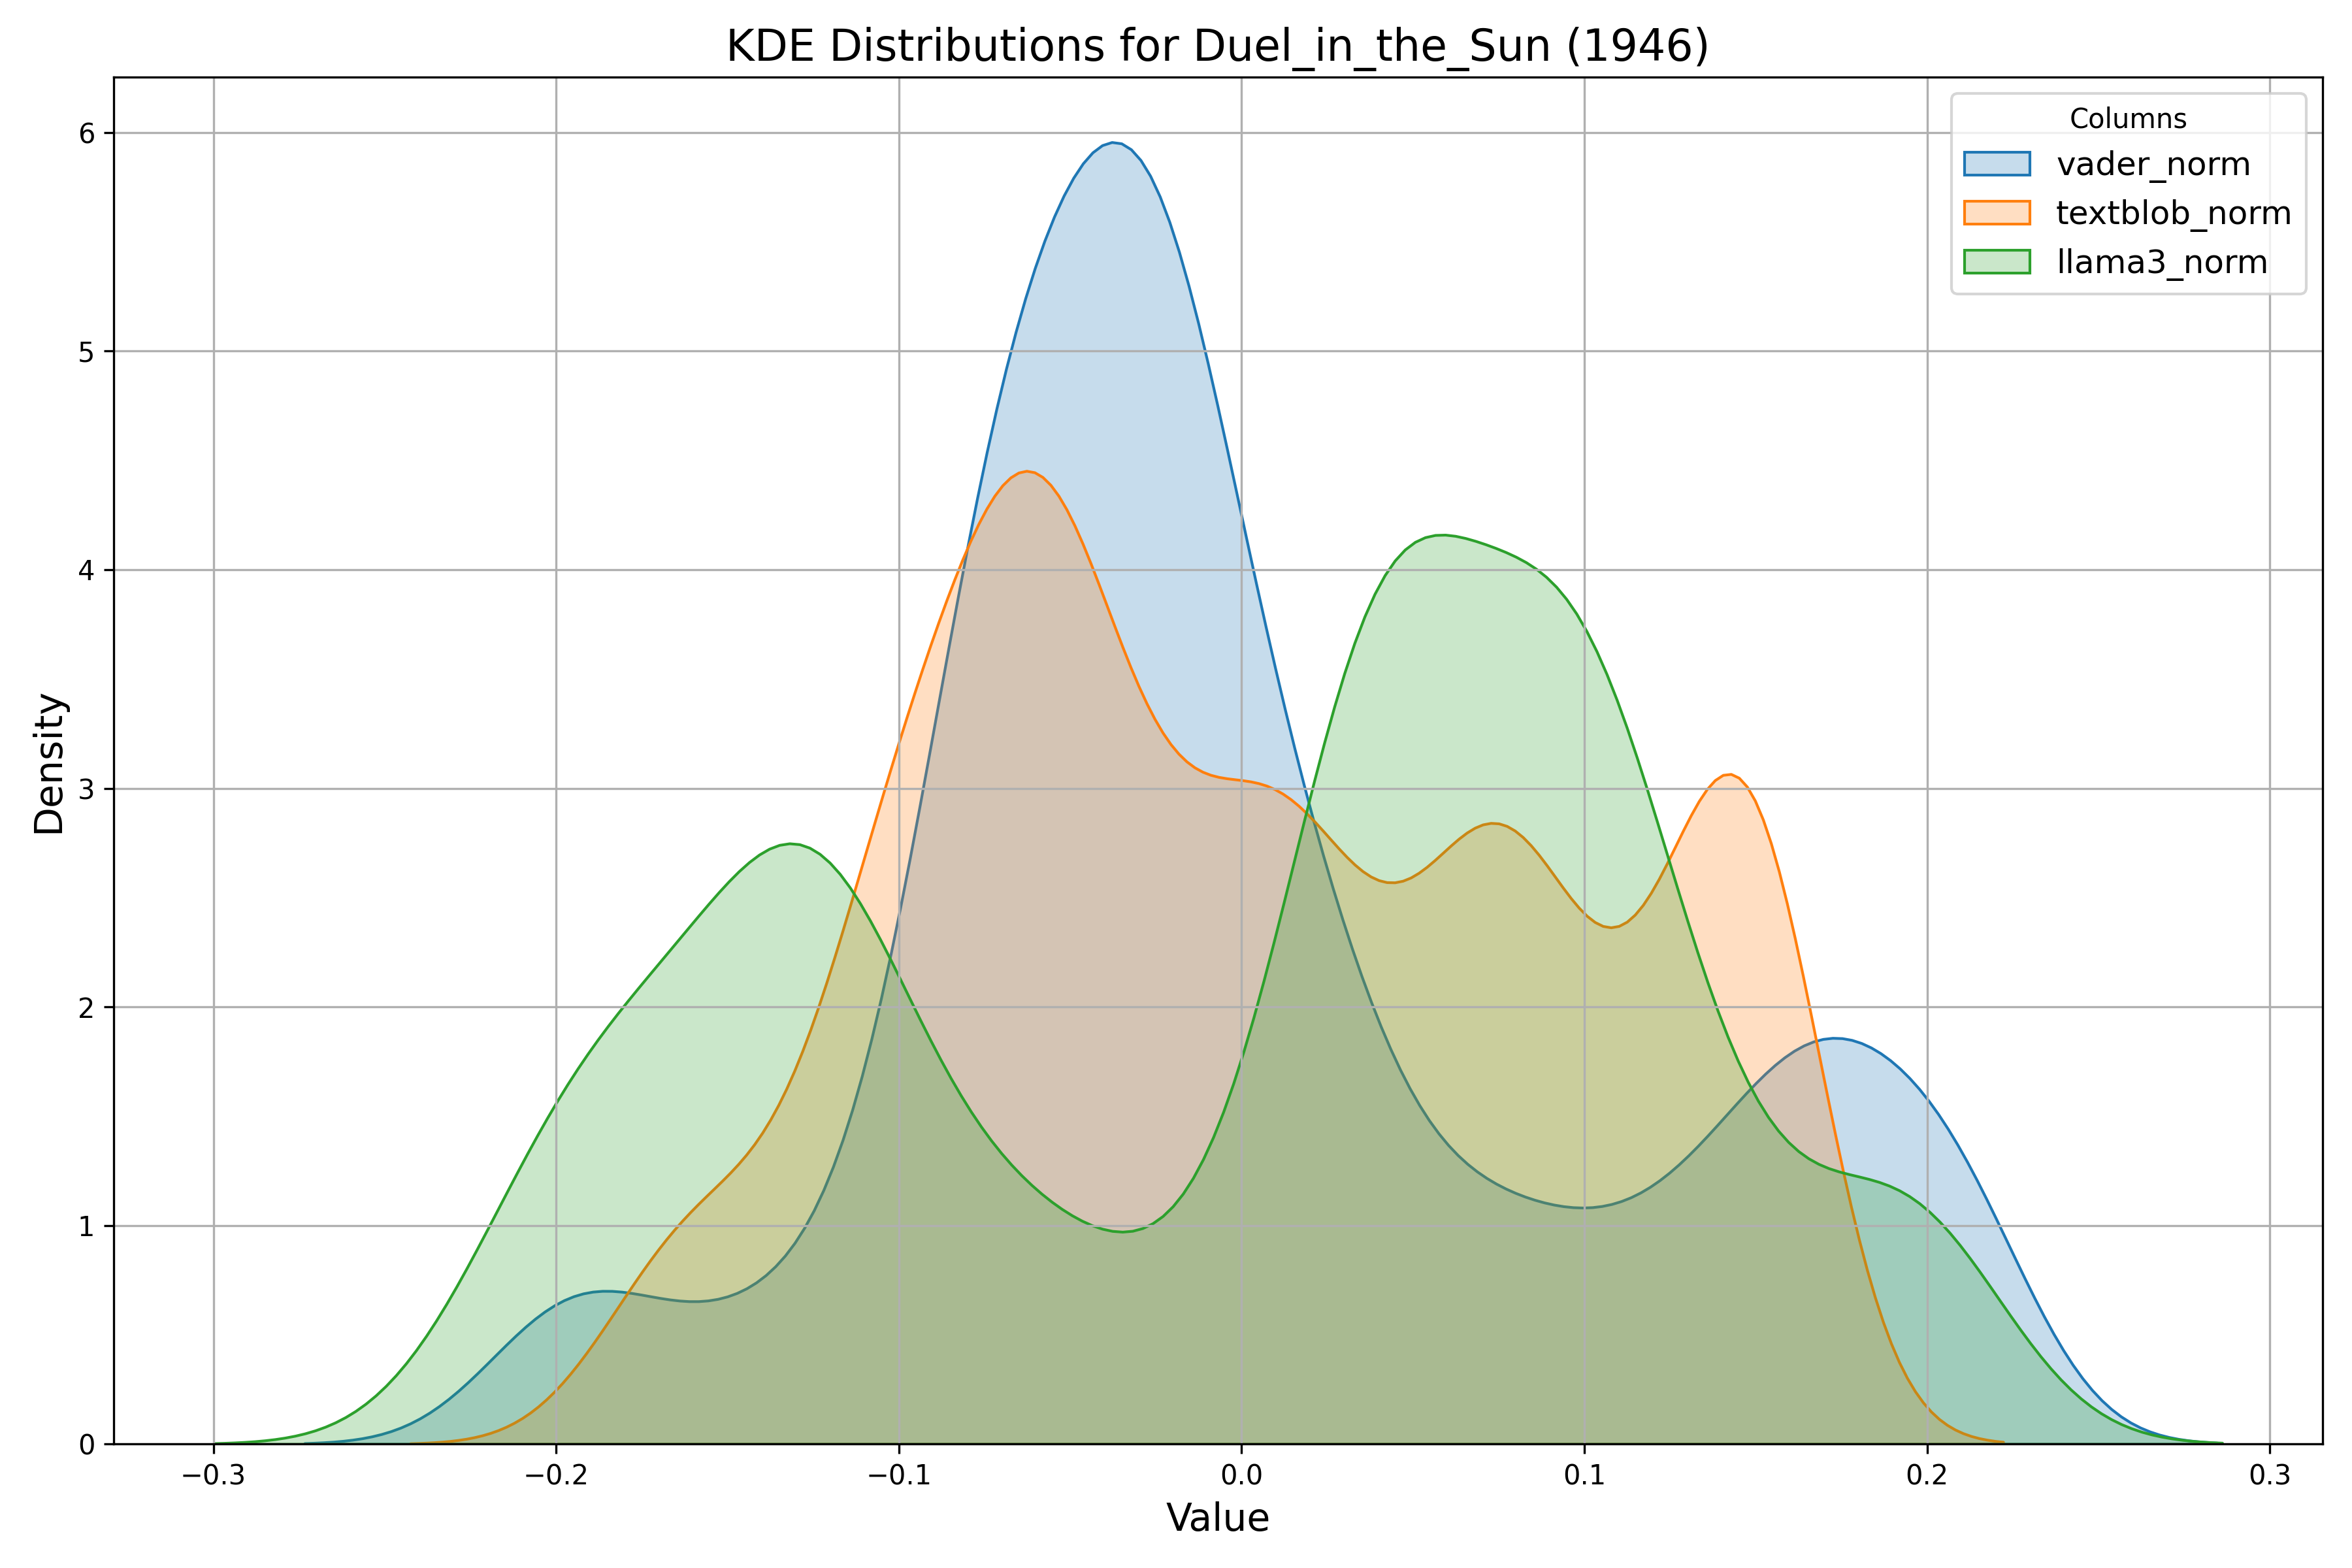 KDE Distributions for Duel_in_the_Sun (1946)
Columns
vader_norm
textblob_norm
llama3_norm
Density
6
5
4
3
2
1
0
−0.3
−0.2
−0.1
0.0
0.1
0.2
0.3
Value